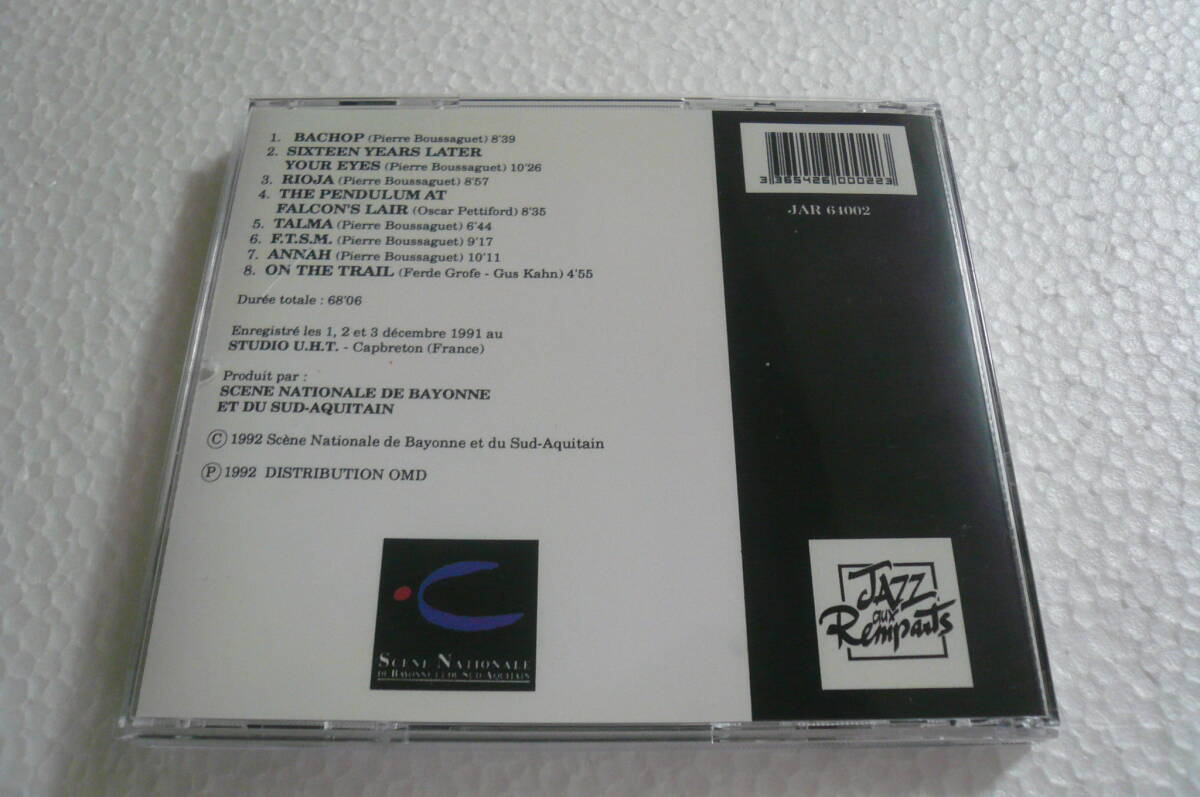 1. BACHOP (Pierre Boussaguet) 8'39
2. SIXTEEN YEARS LATER
YOUR EYES (Pierre Boussaguet) 10'26
3. RIOJA (Pierre Boussaguet) 8'57
4. THE PENDULUM AT
FALCON'S LAIR (Oscar Pettiford) 8'35
5. TALMA (Pierre Boussaguet) 6'44
6. F.T.S.M. (Pierre Boussaguet) 9'17
7. ANNAH (Pierre Boussaguet) 10'11
8. ON THE TRAIL (Ferde Grofe - Gus Kahn) 4'55
Durée totale : 68'06
Enregistré les 1, 2 et 3 décembre 1991 au
STUDIO U.H.T. - Capbreton (France)
Produit par :
SCENE NATIONALE DE BAYONNE
ET DU SUD-AQUITAIN
© 1992 Scène Nationale de Bayonne et du Sud-Aquitain
℗ 1992 DISTRIBUTION OMD
SCENE NATIONALE
DE BAYONNE ET DU SUD-AQUITAIN
3 365426 000223
JAR 64002
JAZZ
aux
Remparts